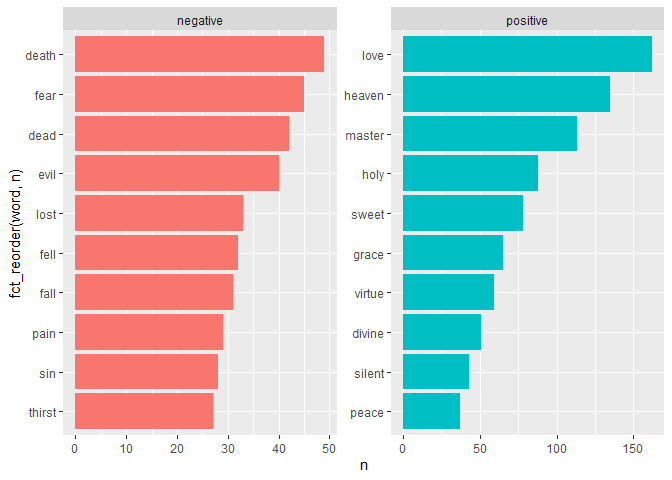 negative
positive
fct_reorder(word, n)
death
fear
dead
evil
lost
fell
fall
pain
sin
thirst
love
heaven
master
holy
sweet
grace
virtue
divine
silent
peace
0 10 20 30 40 50
0 50 100 150
n